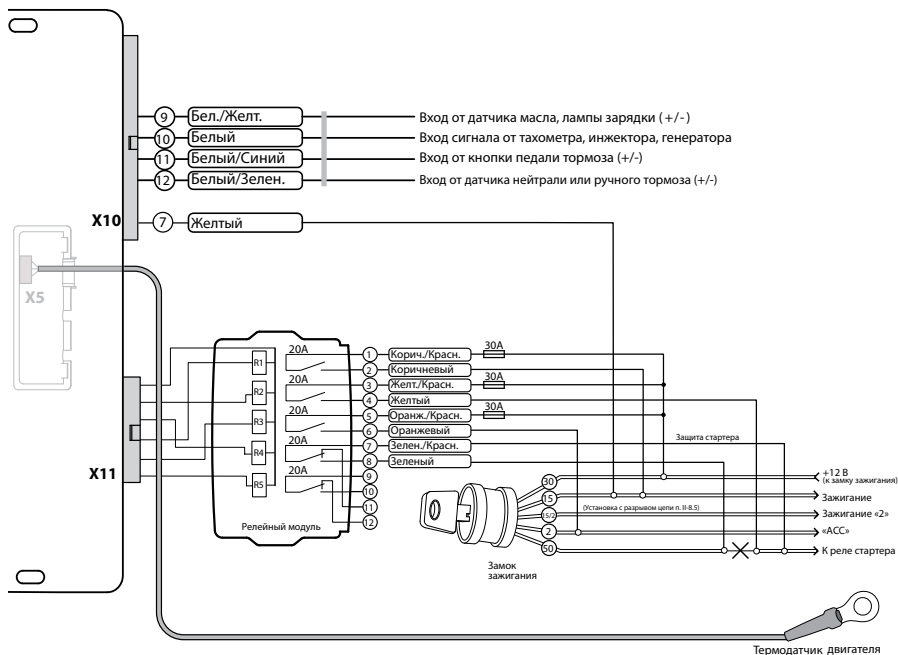 9 Бел./Желт. Вход от датчика масла, лампы зарядки (+/-)
10 Белый Вход сигнала от тахометра, инжектора, генератора
11 Белый/Синий Вход от кнопки педали тормоза (+/-)
12 Белый/Зелен. Вход от датчика нейтрали или ручного тормоза (+/-)
X10 7 Желтый
X5
20A 1 Корич./Красн. 30A
R1 2 Коричневый
20A 3 Желт./Красн. 30A
R2 4 Желтый
20A 5 Оранж./Красн. 30A
R3 6 Оранжевый
20A 7 Зелен./Красн. Защита стартера
R4 8 Зеленый
X11 20A 9
R5 10
11
12
Релейный модуль
30 +12 В
(к замку зажигания)
15 Зажигание
(Установка с разрывом цепи п. II-8.5)
15/2 Зажигание «2»
2 «АСС»
50 К реле стартера
Замок
зажигания
Термодатчик двигателя